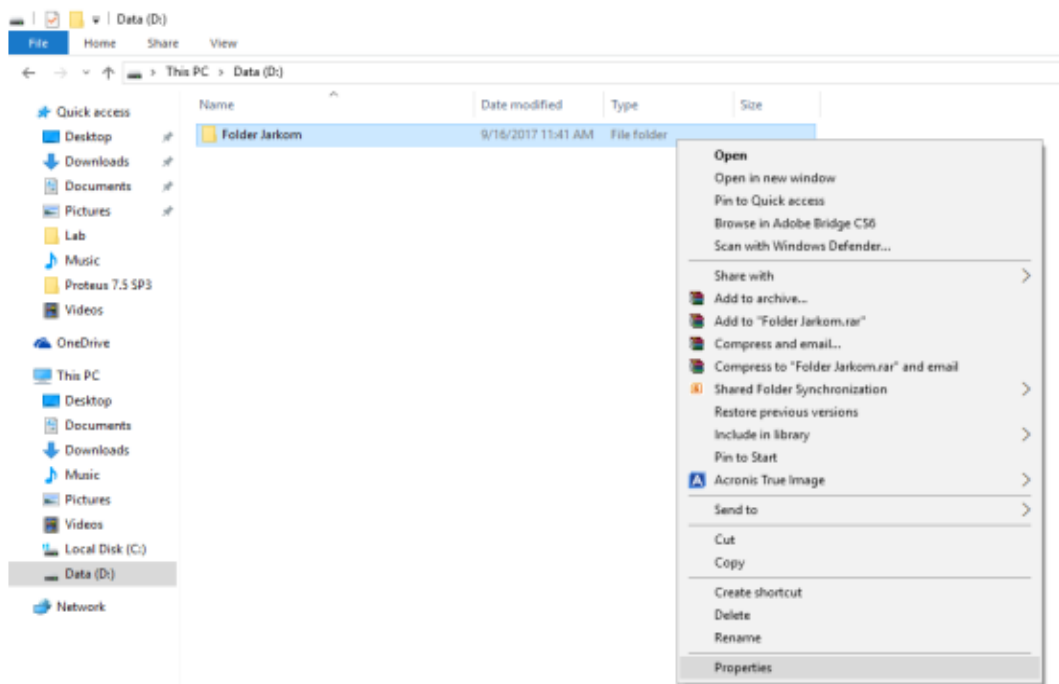 Data (D:)
File Home Share View
This PC > Data (D:)
Name Date modified Type Size
Folder Jarkom 9/16/2017 11:41 AM File folder
Quick access
Desktop
Downloads
Documents
Pictures
Lab
Music
Proteus 7.5 SP3
Videos
OneDrive
This PC
Desktop
Documents
Downloads
Music
Pictures
Videos
Local Disk (C:)
Data (D:)
Network
Open
Open in new window
Pin to Quick access
Browse in Adobe Bridge CS6
Scan with Windows Defender...
Share with
Add to archive...
Add to "Folder Jarkom.rar"
Compress and email...
Compress to "Folder Jarkom.rar" and email
Shared Folder Synchronization
Restore previous versions
Include in library
Pin to Start
Acronis True Image
Send to
Cut
Copy
Create shortcut
Delete
Rename
Properties